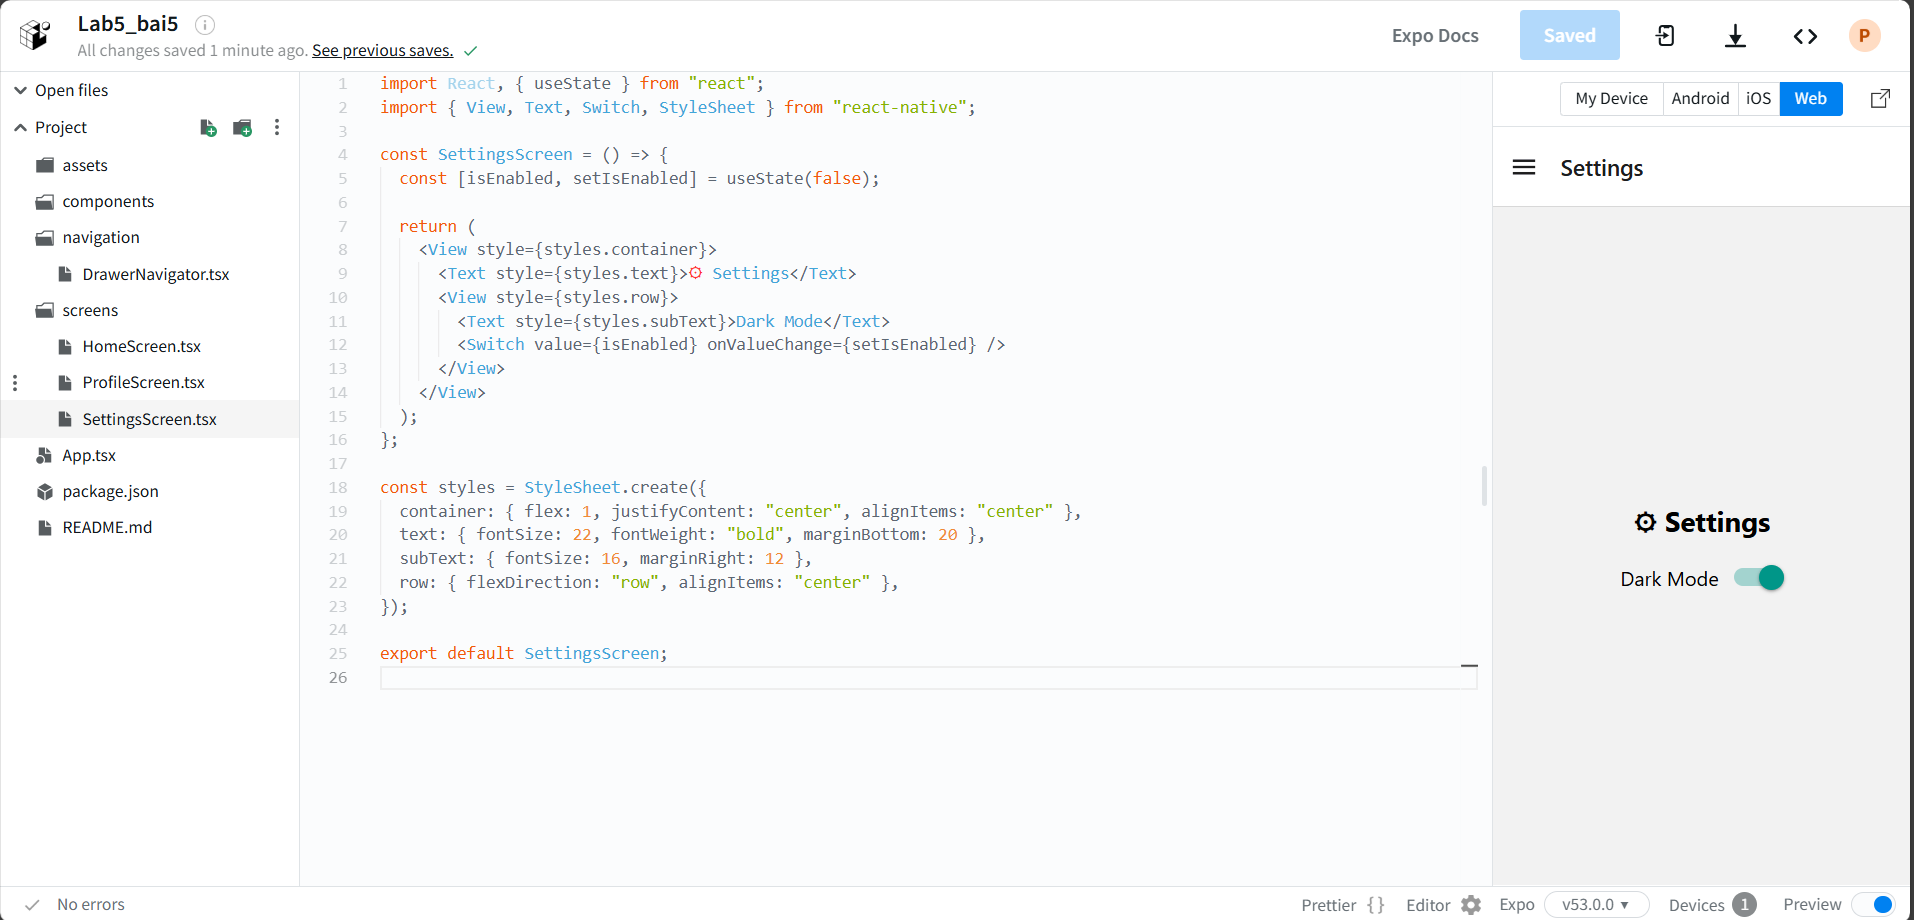 Lab5_bai5
All changes saved 1 minute ago. See previous saves.
Expo Docs
Saved
P
Open files
Project
assets
components
navigation
DrawerNavigator.tsx
screens
HomeScreen.tsx
ProfileScreen.tsx
SettingsScreen.tsx
App.tsx
package.json
README.md
1 import React, { useState } from "react";
2 import { View, Text, Switch, StyleSheet } from "react-native";
3
4 const SettingsScreen = () => {
5 const [isEnabled, setIsEnabled] = useState(false);
6
7 return (
8 <View style={styles.container}>
9 <Text style={styles.text}>⚙ Settings</Text>
10 <View style={styles.row}>
11 <Text style={styles.subText}>Dark Mode</Text>
12 <Switch value={isEnabled} onValueChange={setIsEnabled} />
13 </View>
14 </View>
15 );
16 };
17
18 const styles = StyleSheet.create({
19 container: { flex: 1, justifyContent: "center", alignItems: "center" },
20 text: { fontSize: 22, fontWeight: "bold", marginBottom: 20 },
21 subText: { fontSize: 16, marginRight: 12 },
22 row: { flexDirection: "row", alignItems: "center" },
23 });
24
25 export default SettingsScreen;
26
My Device Android iOS Web
Settings
⚙ Settings
Dark Mode
No errors
Prettier {} Editor Expo v53.0.0 Devices 1 Preview